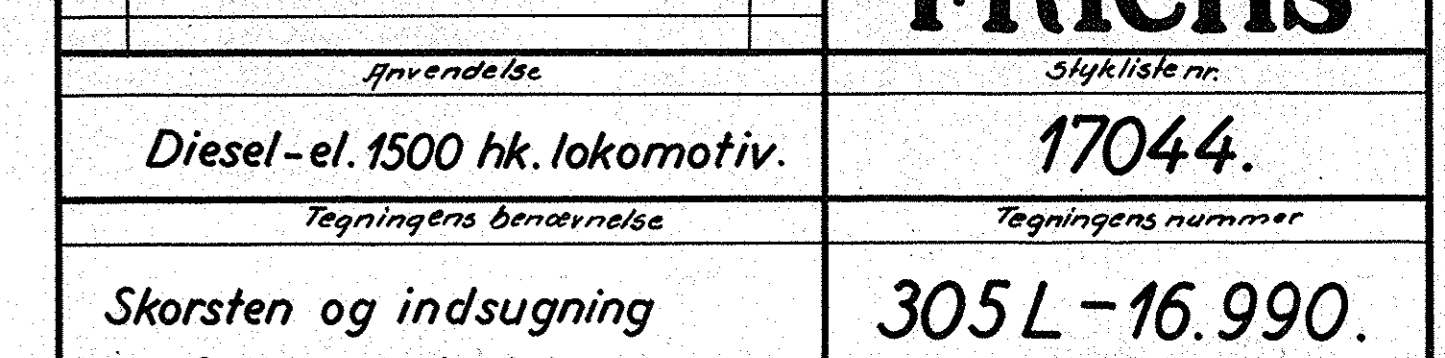 FRICHS
Anvendelse
Stykliste nr.
Diesel-el. 1500 hk. lokomotiv.
17044.
Tegningens benævnelse
Tegningens nummer
Skorsten og indsugning
305 L - 16.990.